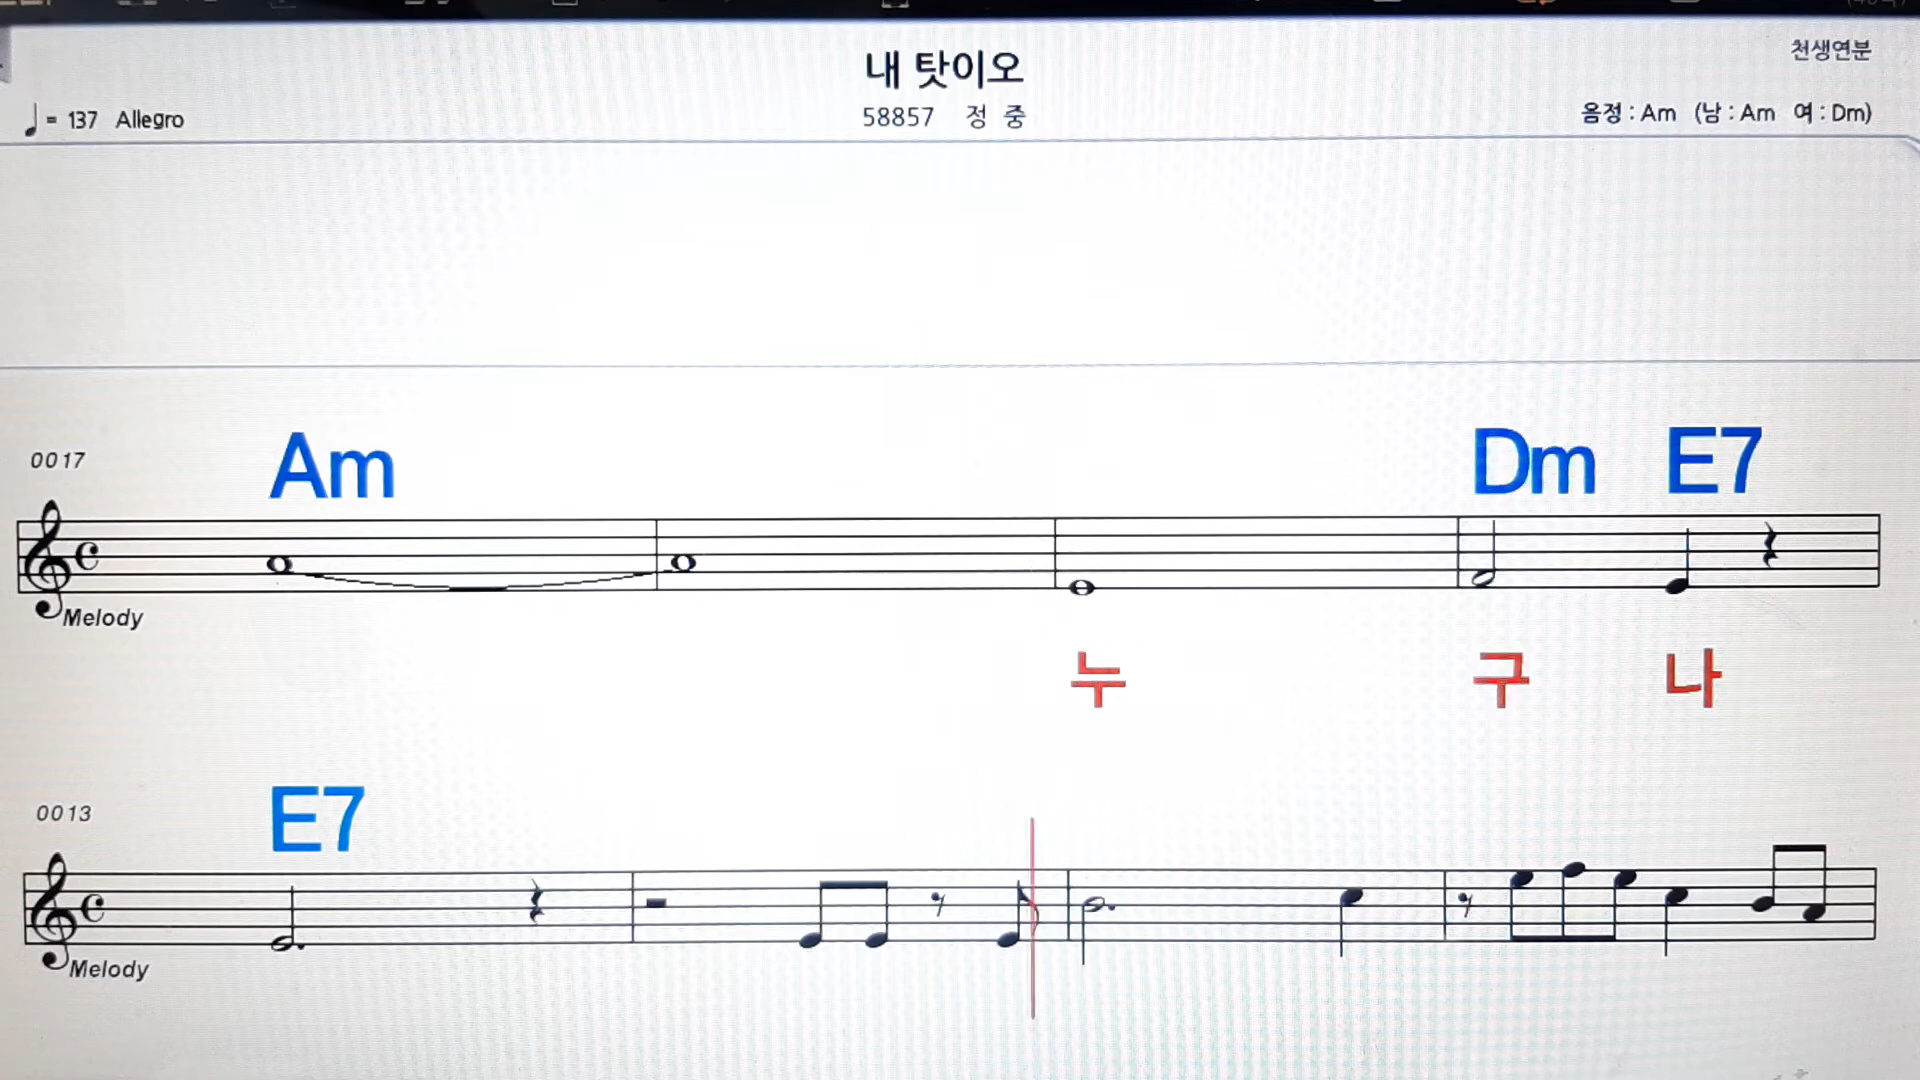 내 탓이오
천생연분
= 137 Allegro
58857 정 중
음정 : Am (남 : Am 여 : Dm)
0017
Am Dm E7
Melody
누 구 나
0013
E7
Melody